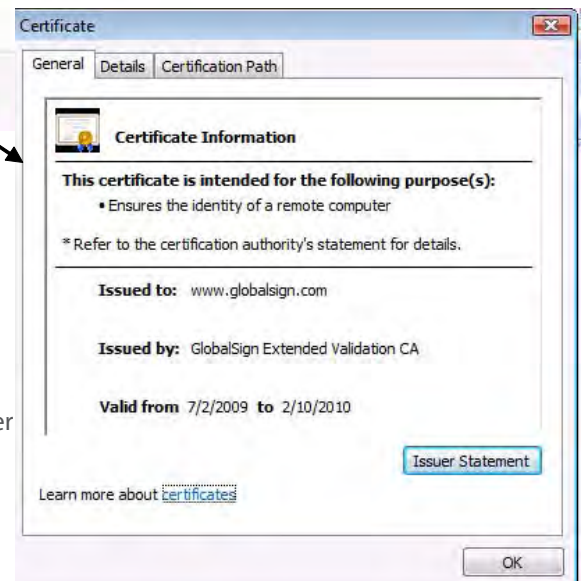 Certificate
General Details Certification Path
Certificate Information
This certificate is intended for the following purpose(s):
• Ensures the identity of a remote computer
* Refer to the certification authority's statement for details.
Issued to: www.globalsign.com
Issued by: GlobalSign Extended Validation CA
Valid from 7/2/2009 to 2/10/2010
er
Issuer Statement
Learn more about certificates
OK